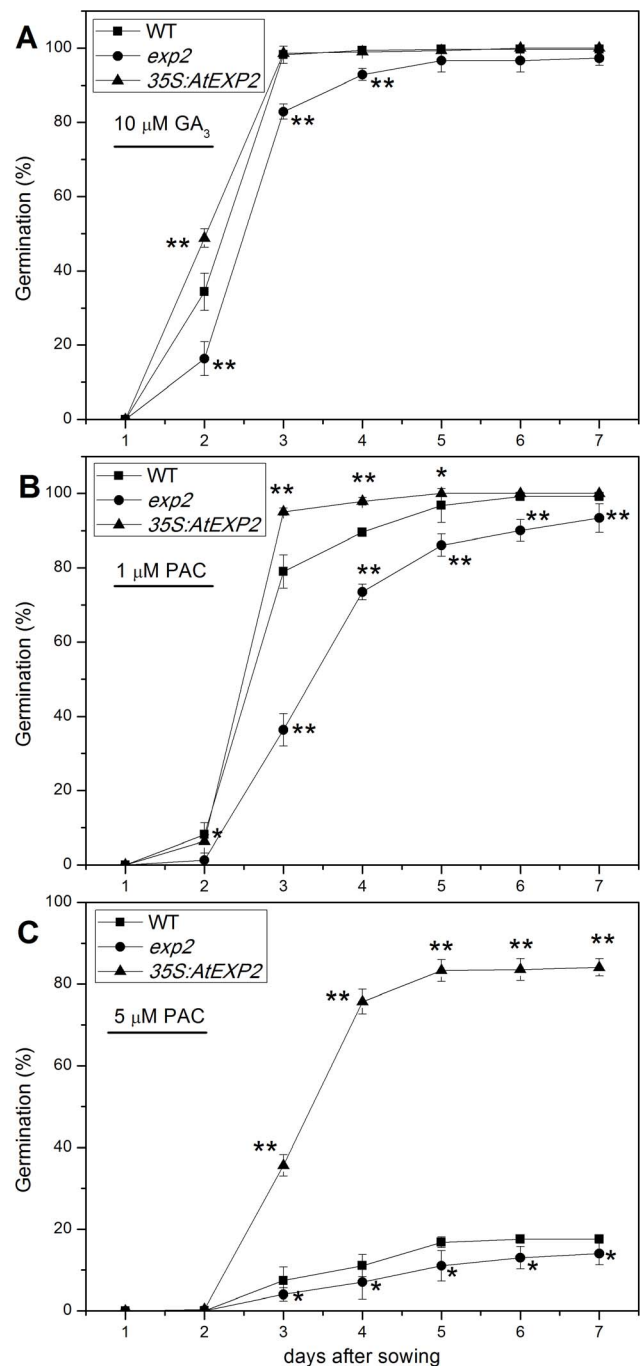 A
WT
exp2
35S:AtEXP2
10 µM GA3
Germination (%)
100
80
60
40
20
0
**
**
**
**
1 2 3 4 5 6 7
B
WT
exp2
35S:AtEXP2
1 µM PAC
Germination (%)
100
80
60
40
20
0
** ** *
** ** ** ** **
*
1 2 3 4 5 6 7
C
WT
exp2
35S:AtEXP2
5 µM PAC
Germination (%)
100
80
60
40
20
0
** ** ** ** **
* * * * *
1 2 3 4 5 6 7
days after sowing